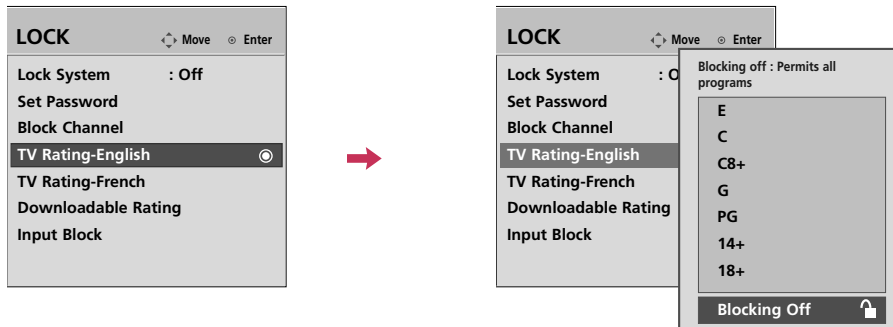 LOCK Move Enter
Lock System : Off
Set Password
Block Channel
TV Rating-English
TV Rating-French
Downloadable Rating
Input Block
LOCK Move Enter
Lock System : O
Set Password
Block Channel
TV Rating-English
TV Rating-French
Downloadable Rating
Input Block
Blocking off : Permits all
programs
E
C
C8+
G
PG
14+
18+
Blocking Off